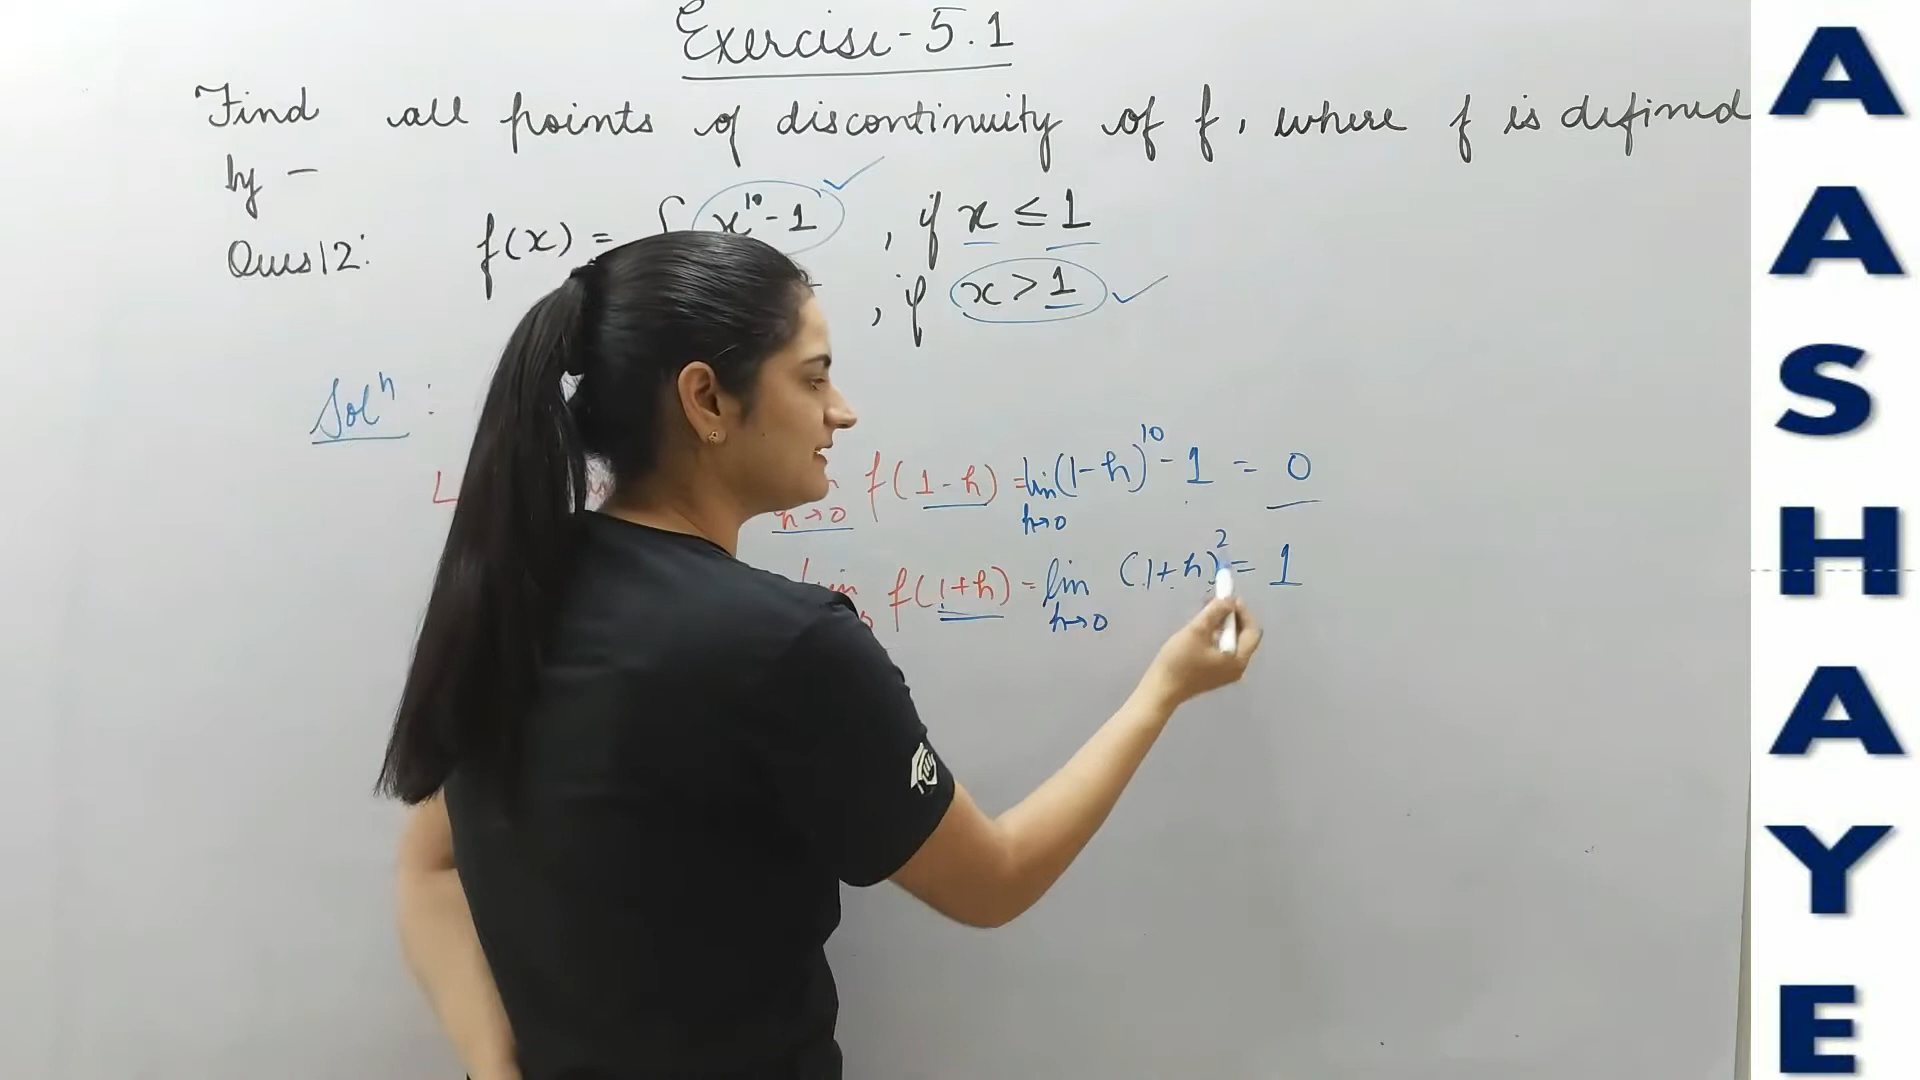 Exercise-5.1
Find all points of discontinuity of f, where f is defined
by -
Ques12: f(x) = { x¹⁰-1 , if x ≤ 1
, if x > 1
Solⁿ :
L h→0 f(1-h) = lim h→0 (1-h)¹⁰ - 1 = 0
lim f(1+h) = lim h→0 (1+h)² = 1
AASHAYE